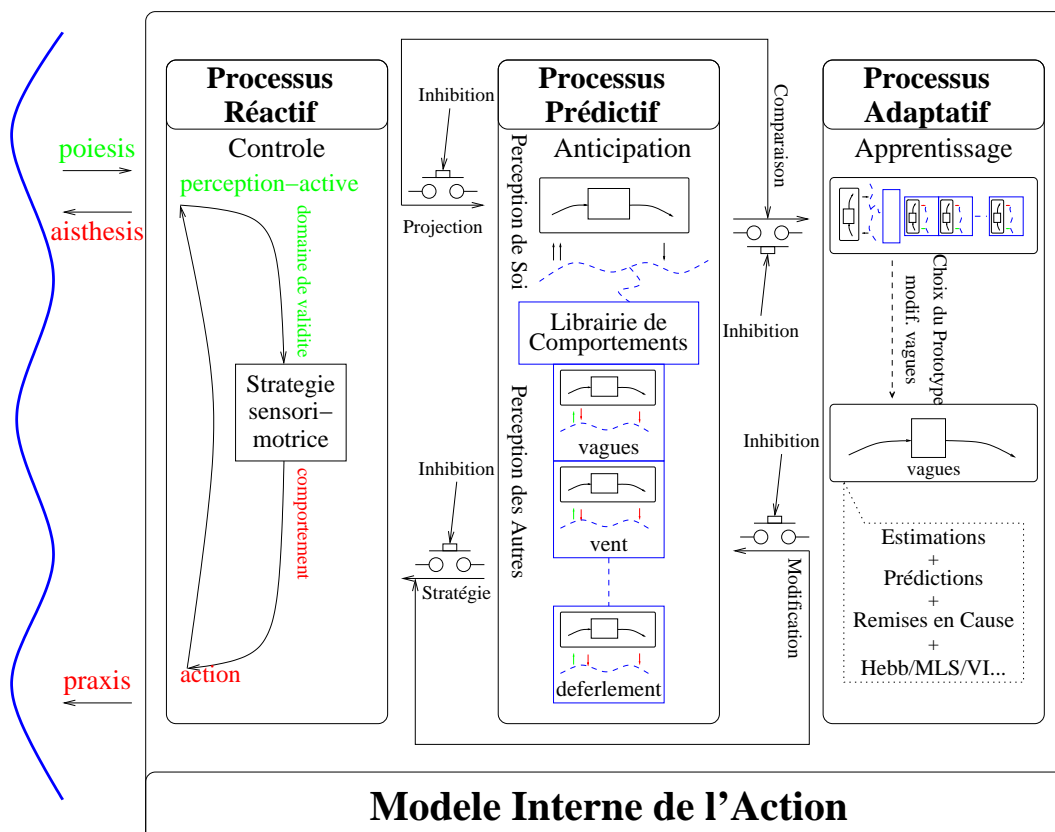 poiesis
aisthesis
praxis
Processus
Réactif
Controle
perception-active
domaine de validite
Strategie
sensori-
motrice
comportement
action
Inhibition
Projection
Inhibition
Stratégie
Processus
Prédictif
Anticipation
Perception de Soi
Librairie de
Comportements
Perception des Autres
vagues
vent
deferlement
Comparaison
Inhibition
Inhibition
Modification
Processus
Adaptatif
Apprentissage
Choix du Prototype
modif. vagues
vagues
Estimations
+
Prédictions
+
Remises en Cause
+
Hebb/MLS/VI...
Modele Interne de l'Action